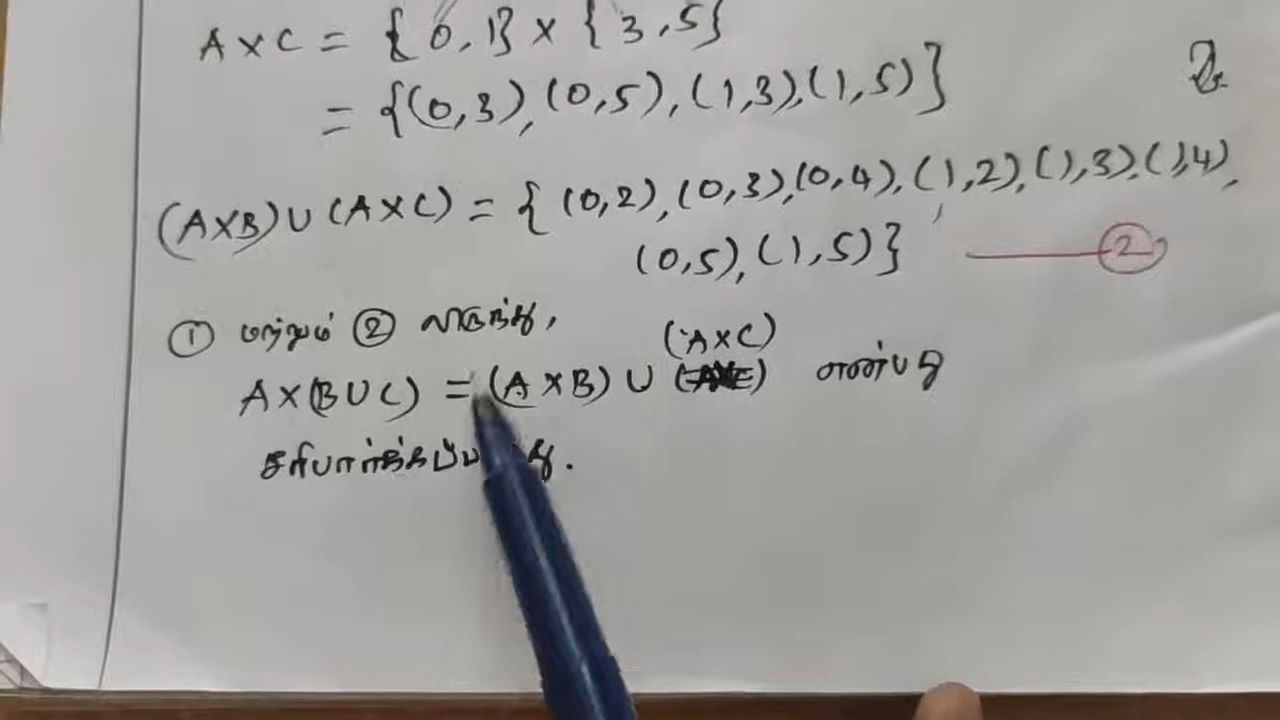 A × C = {0, 1} × {3, 5}
= {(0, 3), (0, 5), (1, 3), (1, 5)}
(A×B) ∪ (A×C) = { (0, 2), (0, 3), (0, 4), (1, 2), (1, 3), (1, 4),
(0, 5), (1, 5)} ——— ②
① மற்றும் ② லிருந்து,
(A×C)
A×(B∪C) = (A×B) ∪ என்பது
சரிபார்க்கப்பட்டது.